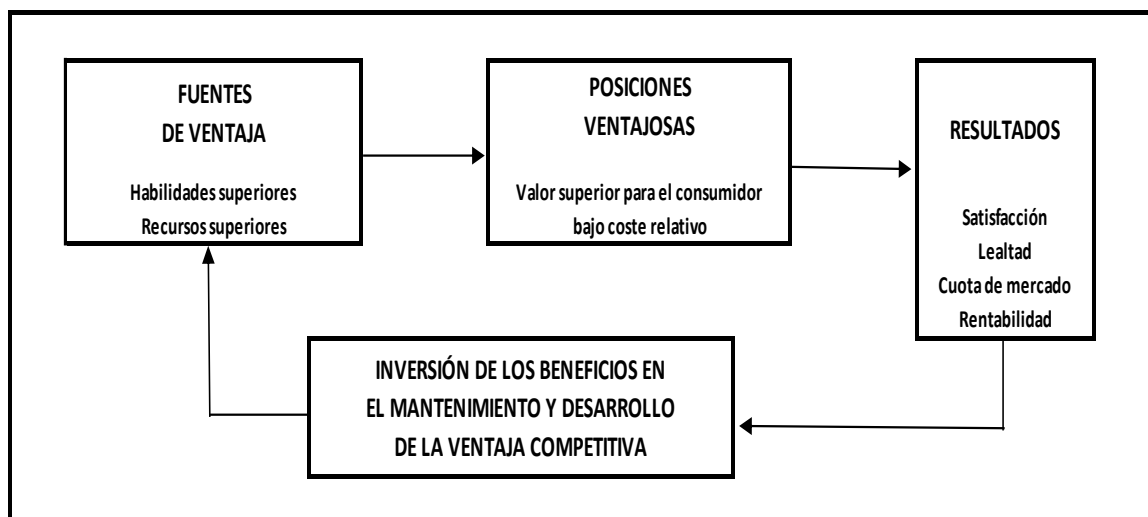 FUENTES
DE VENTAJA
Habilidades superiores
Recursos superiores
POSICIONES
VENTAJOSAS
Valor superior para el consumidor
bajo coste relativo
RESULTADOS
Satisfacción
Lealtad
Cuota de mercado
Rentabilidad
INVERSIÓN DE LOS BENEFICIOS EN
EL MANTENIMIENTO Y DESARROLLO
DE LA VENTAJA COMPETITIVA